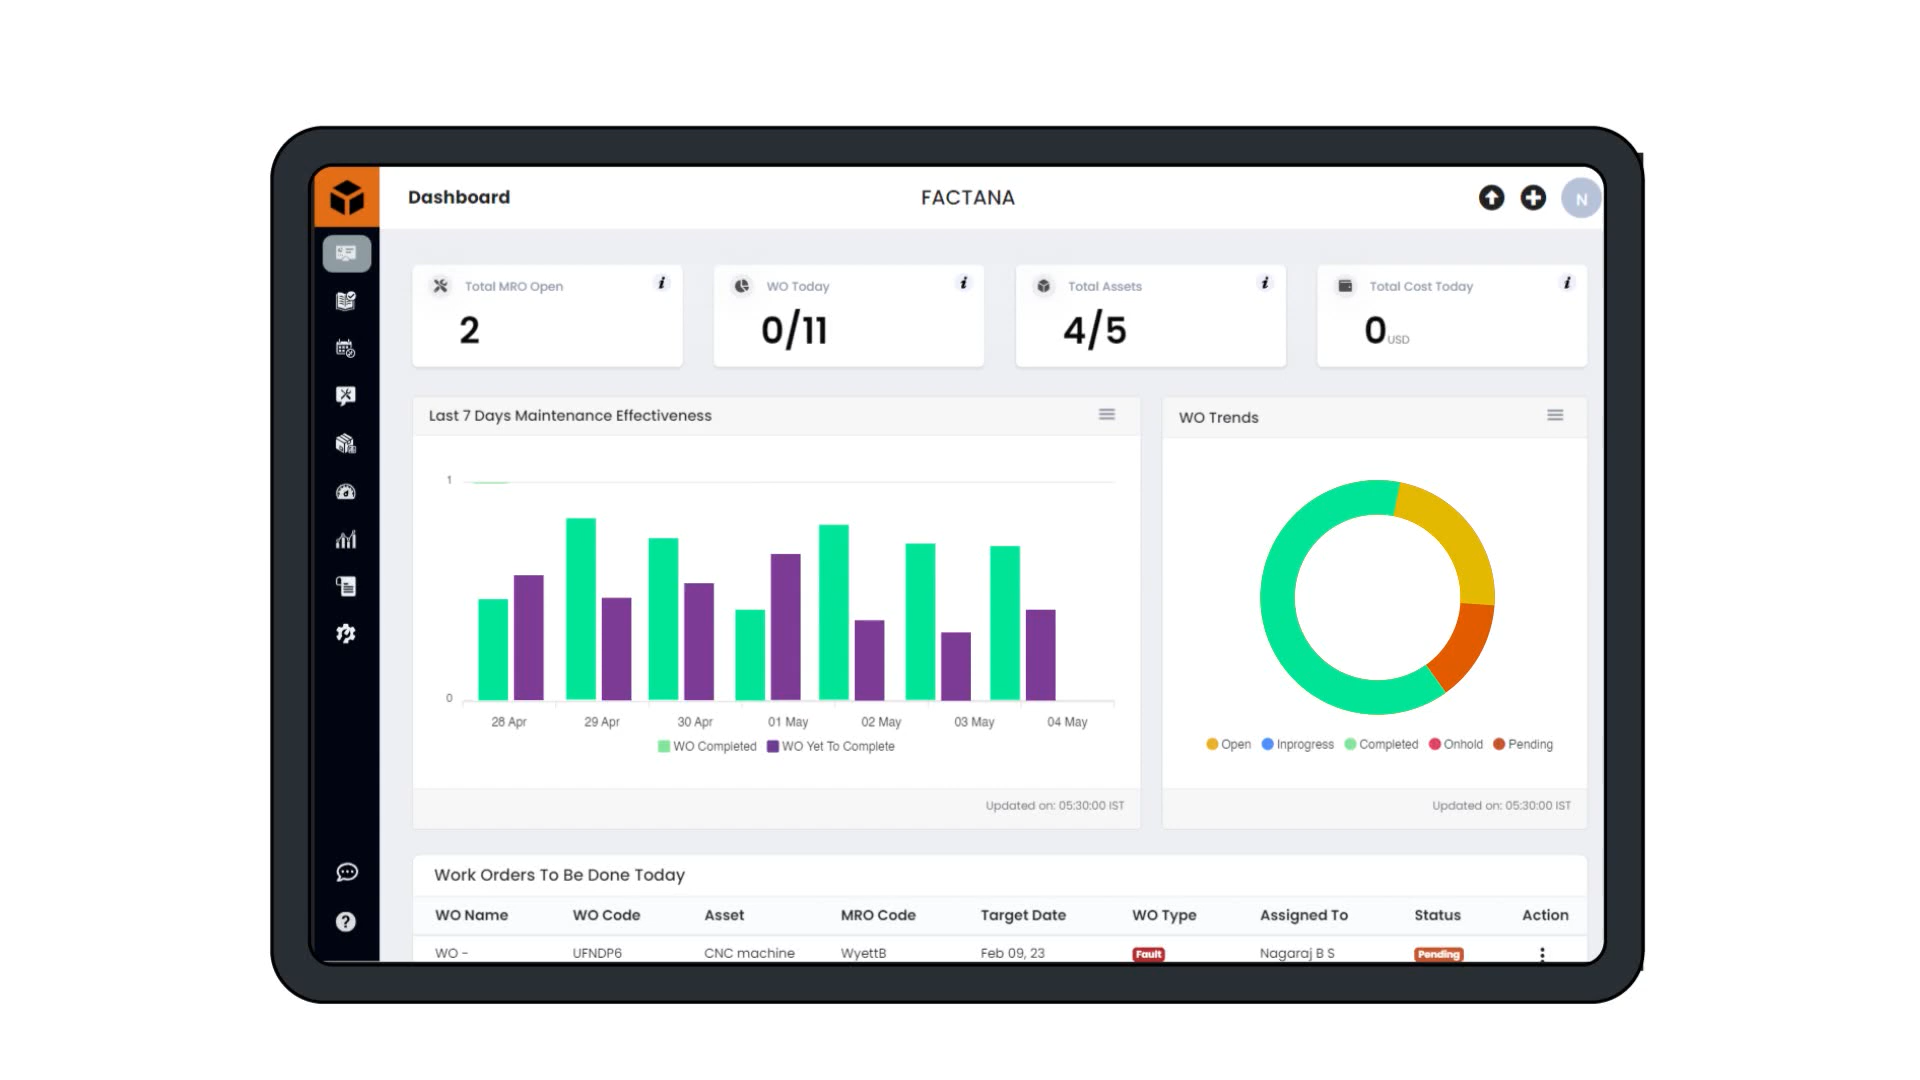 Dashboard
FACTANA
N
Total MRO Open
i
2
WO Today
i
0/11
Total Assets
i
4/5
Total Cost Today
i
0 USD
Last 7 Days Maintenance Effectiveness
1
0
28 Apr 29 Apr 30 Apr 01 May 02 May 03 May 04 May
WO Completed WO Yet To Complete
Updated on: 05:30:00 IST
WO Trends
Open Inprogress Completed Onhold Pending
Updated on: 05:30:00 IST
Work Orders To Be Done Today
WO Name WO Code Asset MRO Code Target Date WO Type Assigned To Status Action
WO - UFNDP6 CNC machine WyettB Feb 09, 23 Fault Nagaraj B S Pending
?